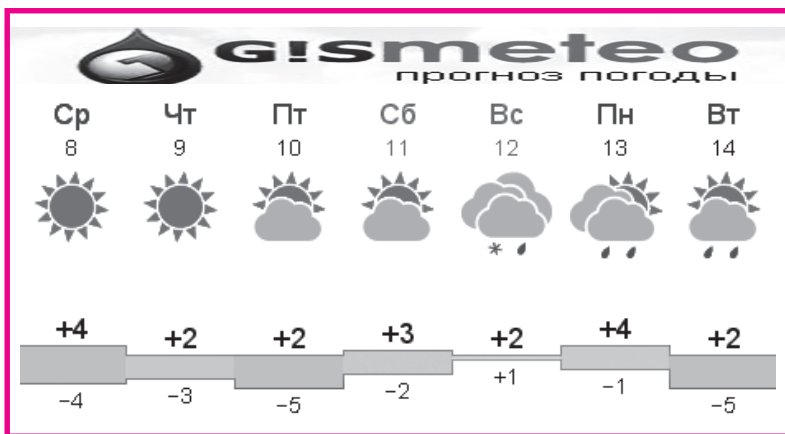 G!SMETEO
прогноз погоды
Ср Чт Пт Сб Вс Пн Вт
8 9 10 11 12 13 14
+4 +2 +2 +3 +2 +4 +2
−4 −3 −5 −2 +1 −1 −5